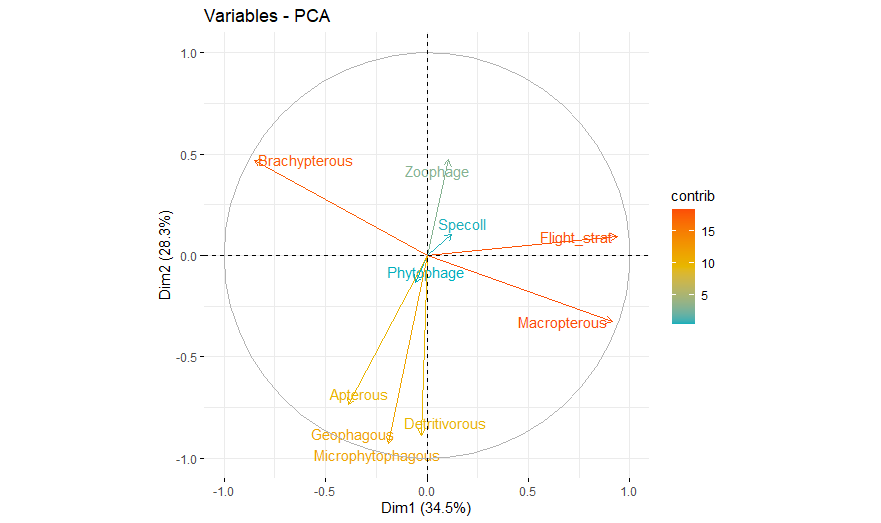 Variables - PCA
1.0
0.5
0.0
-0.5
-1.0
Dim2 (28.3%)
Brachypterous
Zoophage
Specoll
Flight_strat
Phytophage
Macropterous
Apterous
Detritivorous
Geophagous
Microphytophagous
-1.0
-0.5
0.0
0.5
1.0
Dim1 (34.5%)
contrib
15
10
5